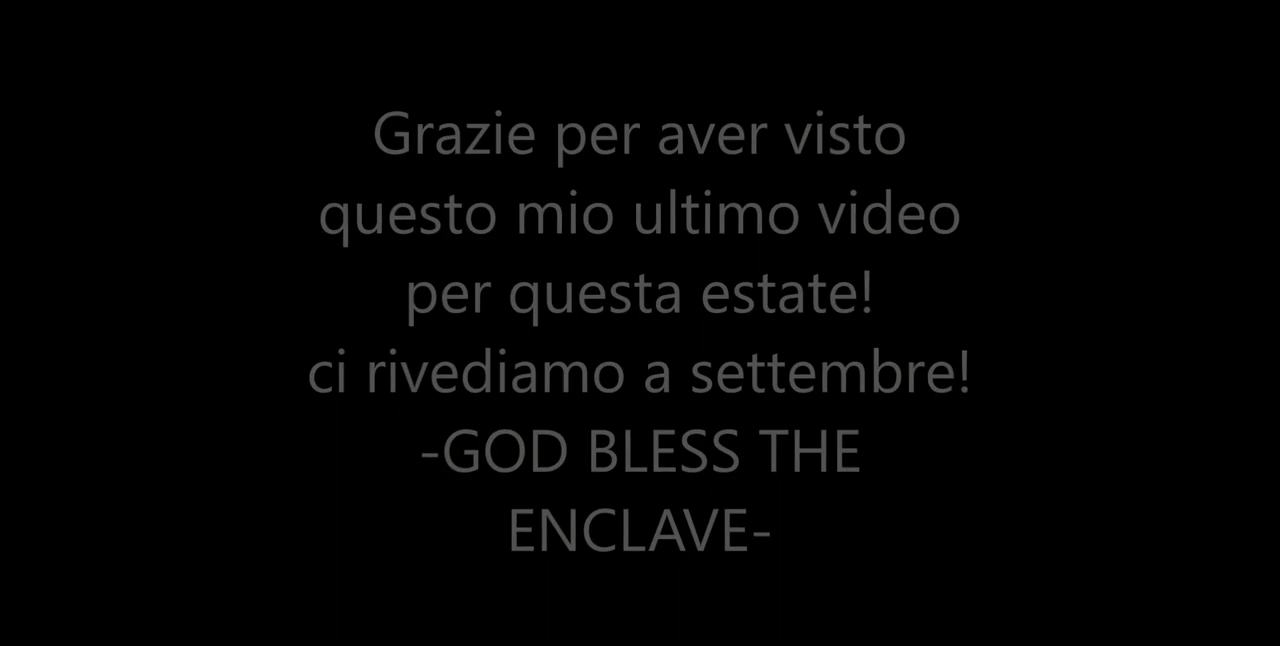 Grazie per aver visto
questo mio ultimo video
per questa estate!
ci rivediamo a settembre!
-GOD BLESS THE
ENCLAVE-